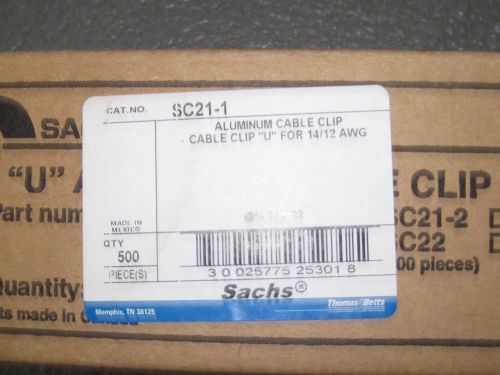 SA
CAT.NO. SC21-1
ALUMINUM CABLE CLIP
CABLE CLIP "U" FOR 14/12 AWG
"U" A E CLIP
Part num SC21-2
SC22
00 pieces)
MADE IN
MEXICO
QTY
500
PIECE(S)
3 0 025775 25301 8
Sachs®
Quantity:
ts made in
Memphis, TN 38125
Thomas&Betts